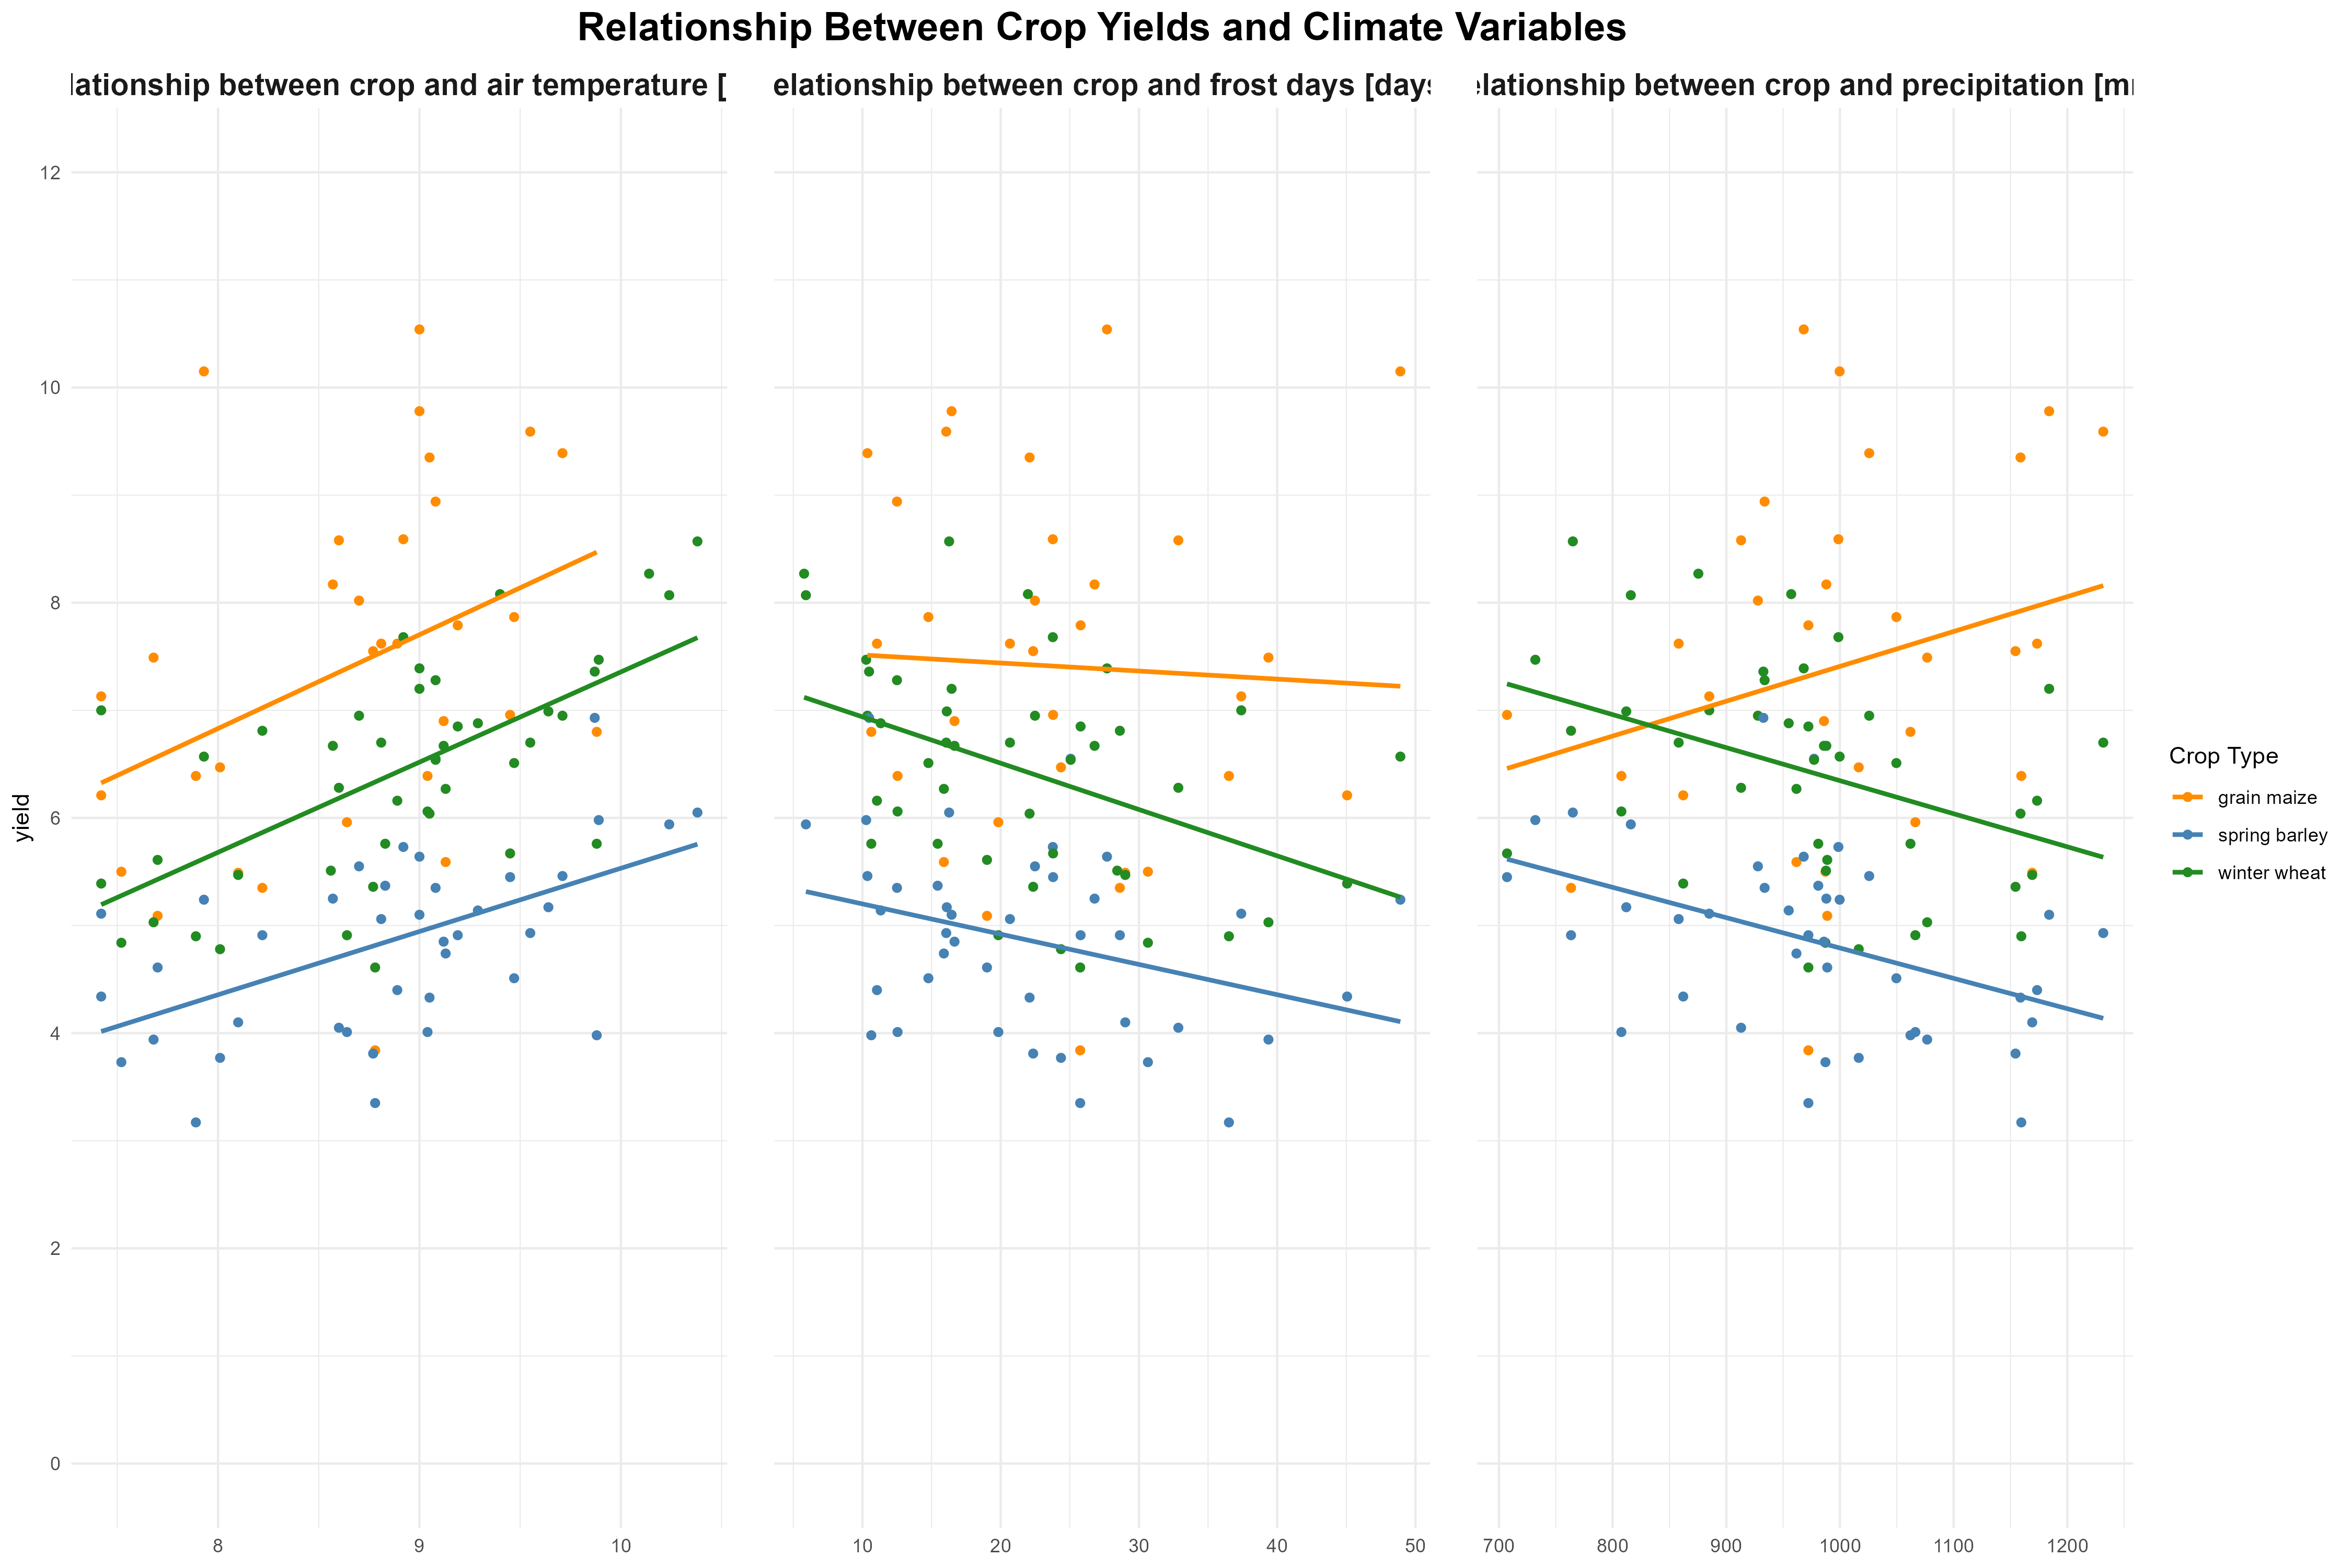 Relationship Between Crop Yields and Climate Variables
lationship between crop and air temperature [
elationship between crop and frost days [days
elationship between crop and precipitation [m
12
10
8
6
4
2
0
yield
8 9 10
10 20 30 40 50
700 800 900 1000 1100 1200
Crop Type
grain maize
spring barley
winter wheat